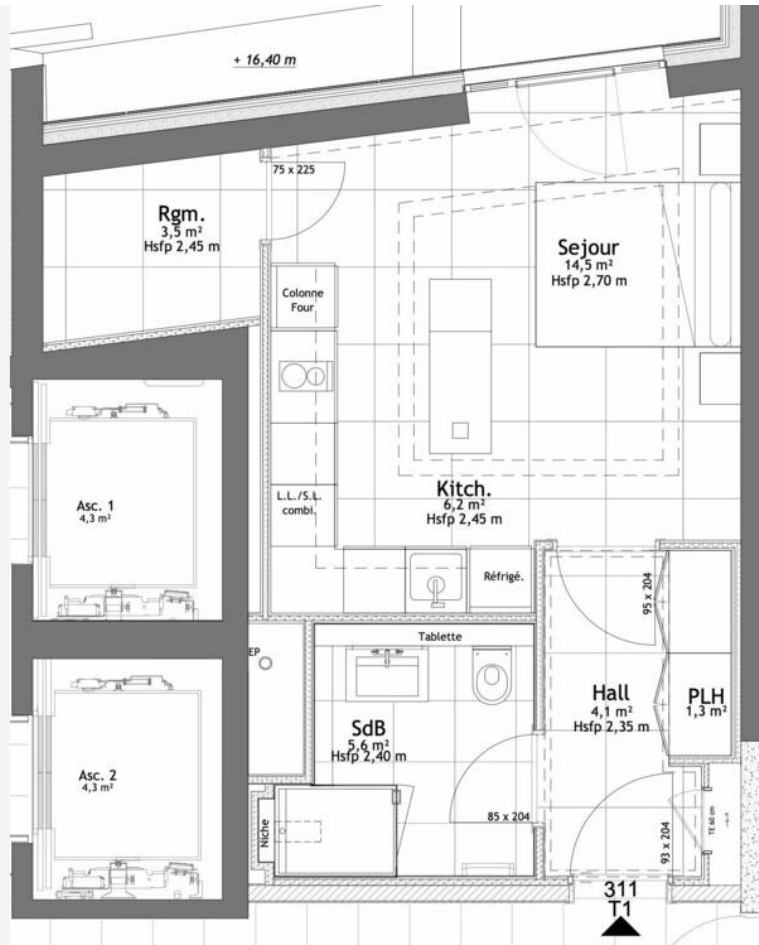 + 16,40 m
75 x 225
Rgm.
3,5 m²
Hsfp 2,45 m
Sejour
14,5 m²
Hsfp 2,70 m
Colonne
Four
Asc. 1
4,3 m²
L.L./S.L.
combi.
Kitch.
6,2 m²
Hsfp 2,45 m
Réfrigé.
95 x 204
EP
Tablette
Hall
4,1 m²
Hsfp 2,35 m
PLH
1,3 m²
SdB
5,6 m²
Hsfp 2,40 m
Asc. 2
4,3 m²
Niche
85 x 204
93 x 204
TE 60 cm
311
T1